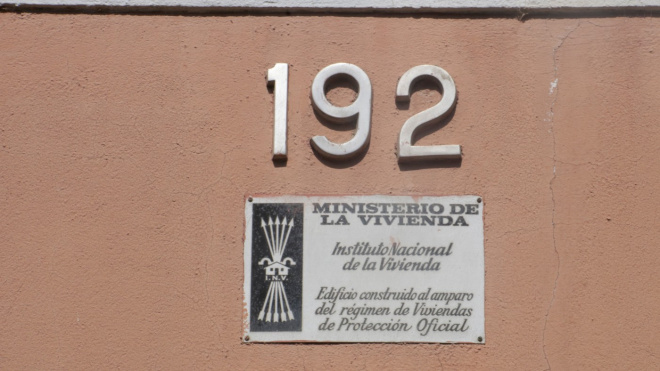 192
MINISTERIO DE
LA VIVIENDA
Instituto Nacional
de la Vivienda
I.N.V.
Edificio construido al amparo
del régimen de Viviendas
de Protección Oficial